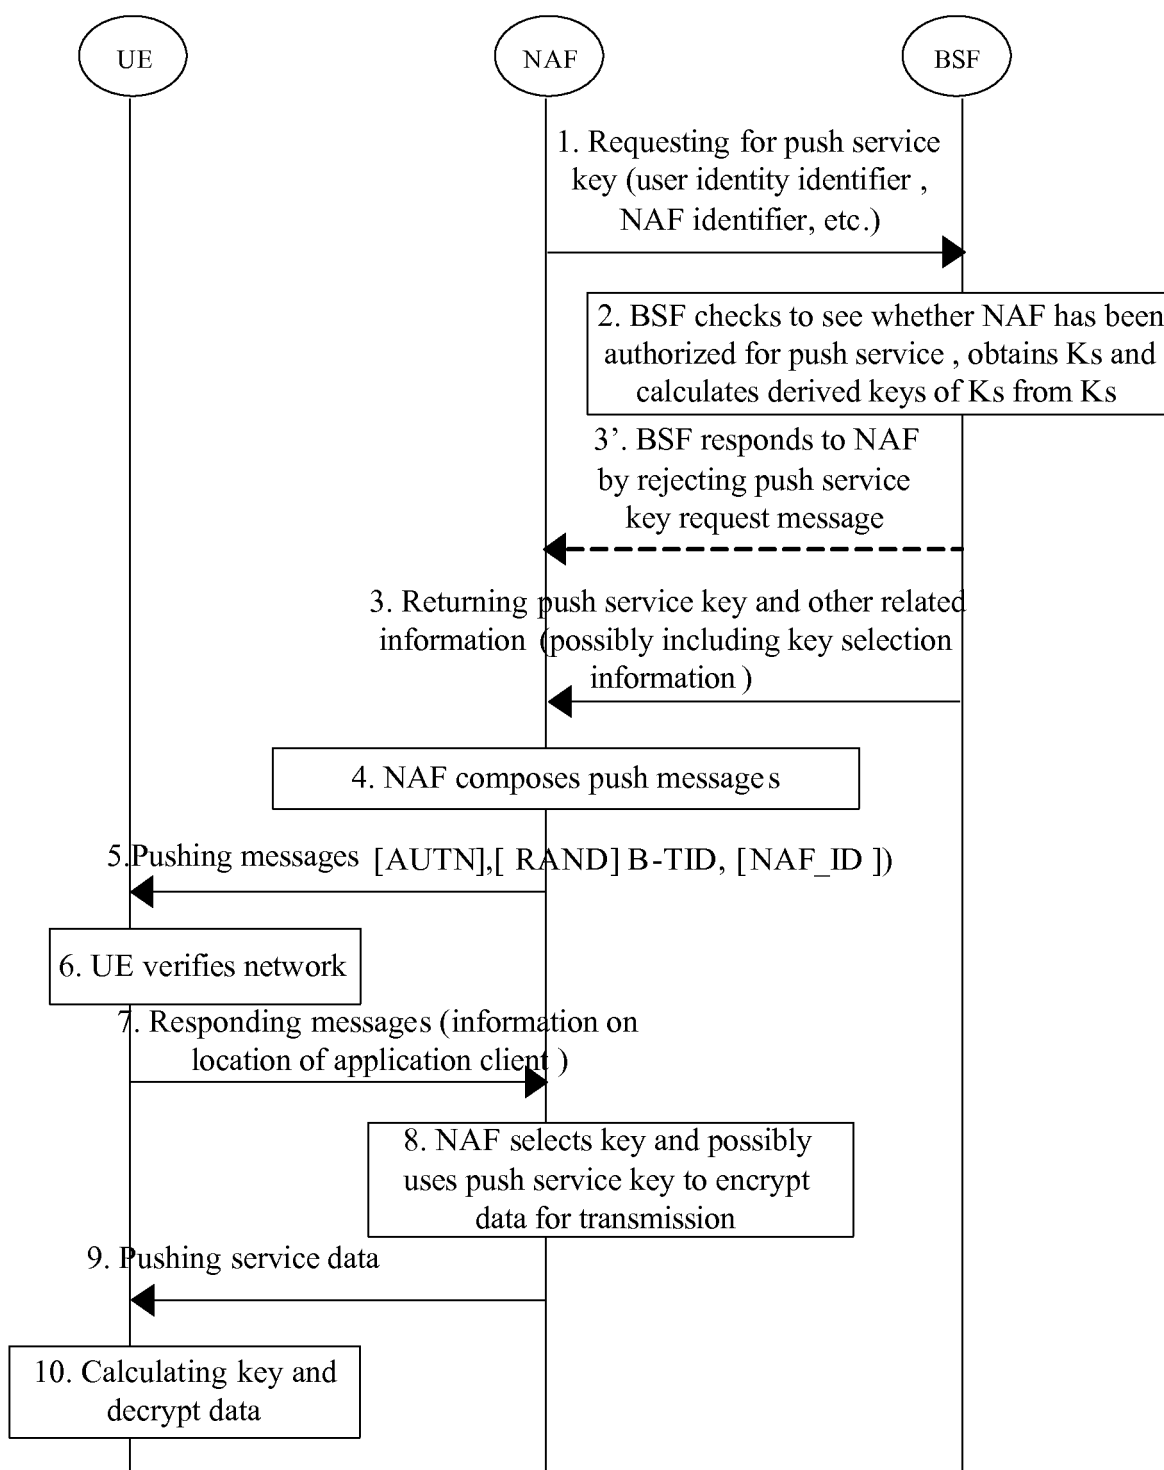 UE
NAF
BSF
1. Requesting for push service
key (user identity identifier ,
NAF identifier, etc.)
2. BSF checks to see whether NAF has been
authorized for push service , obtains Ks and
calculates derived keys of Ks from Ks
3’. BSF responds to NAF
by rejecting push service
key request message
3. Returning push service key and other related
information (possibly including key selection
information )
4. NAF composes push messages
5.Pushing messages [AUTN],[ RAND] B-TID, [NAF_ID ])
6. UE verifies network
7. Responding messages (information on
location of application client )
8. NAF selects key and possibly
uses push service key to encrypt
data for transmission
9. Pushing service data
10. Calculating key and
decrypt data